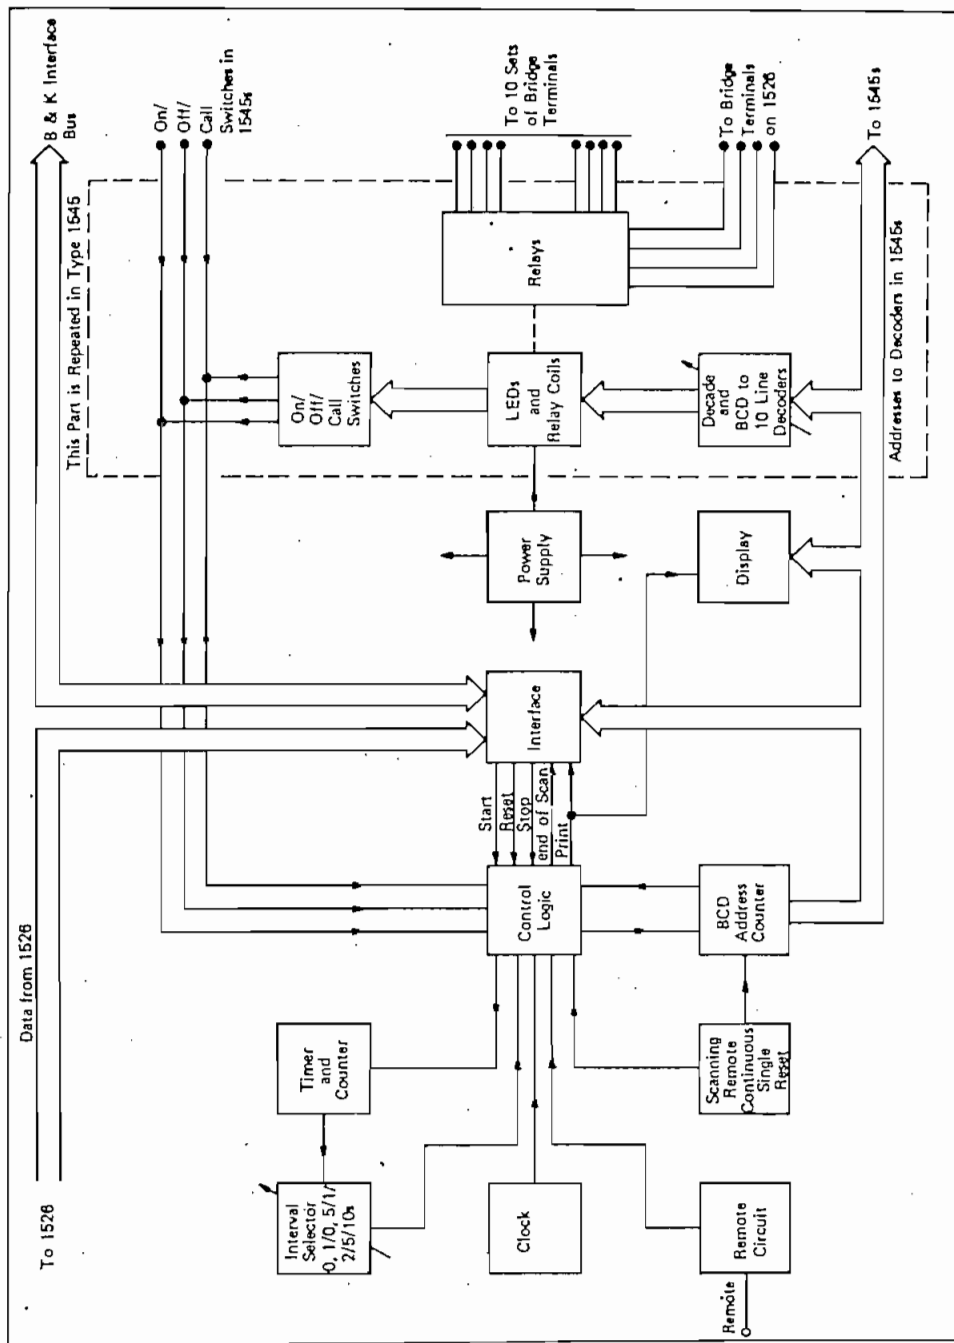 To 1526
Data from 1526
B & K Interface
Bus
On/
Off/
Call
Switches in
1545s
This Part is Repeated in Type 1545
Interval
Selector
0, 1/0, 5/1/
2/5/10s
Timer
and
Counter
On/
Off/
Call
Switches
Clock
Control
Logic
Start
Reset
Stop
end of Scan
Print
Interface
Power
Supply
LEDs
and
Relay Coils
Relays
To 10 Sets
of Bridge
Terminals
To Bridge
Terminals
on 1526
Remote
Remote
Circuit
Scanning
Remote
Continuous
Single
Reset
BCD
Address
Counter
Display
Decade
and
BCD to
10 Line
Decoders
Addresses to Decoders in 1545s
To 1545s